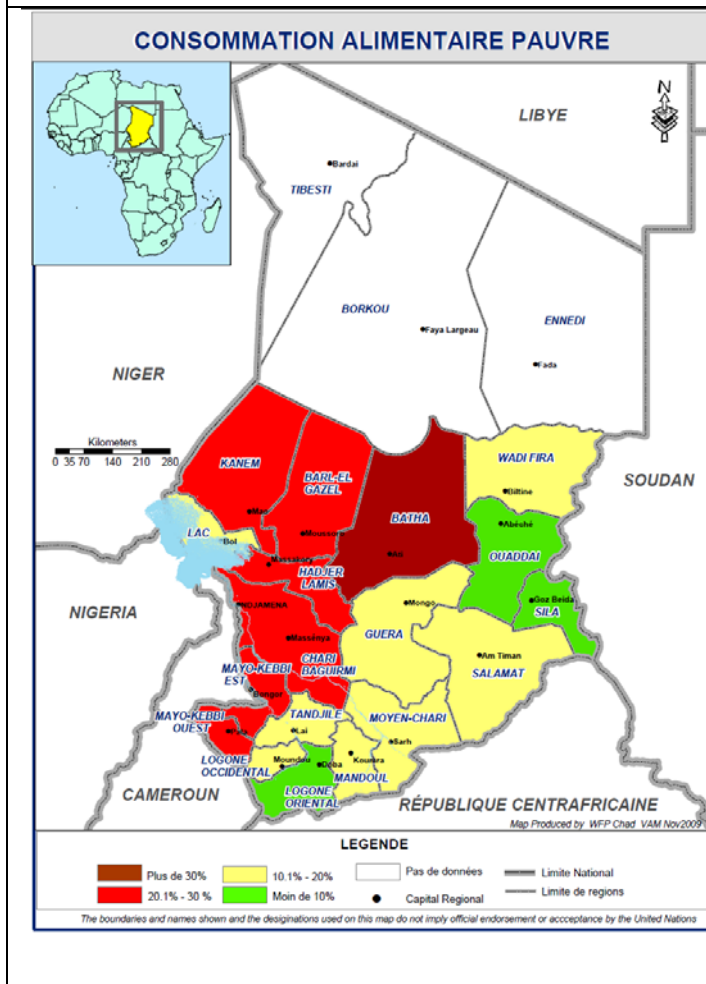 CONSOMMATION ALIMENTAIRE PAUVRE
N
LIBYE
Bardai
TIBESTI
BORKOU
ENNEDI
Faya Largeau
Fada
NIGER
Kilometers
0 35 70 140 210 280
KANEM
BARL-EL
GAZEL
WADI FIRA
SOUDAN
Biltine
Mao
BATHA
Abéché
LAC
Bol
Moussoro
OUADDAI
Ati
Massakory
HADJER
LAMIS
NIGERIA
NDJAMENA
Mongo
Goz Beida
SILA
GUERA
Massénya
Am Timan
CHARI
BAGUIRMI
SALAMAT
MAYO-KEBBI
EST
Bongor
MAYO-KEBBI
OUEST
TANDJILE
MOYEN-CHARI
Pala
Lai
Sarh
LOGONE
OCCIDENTAL
Moundou
Doba
Koumra
MANDOUL
CAMEROUN
LOGONE
ORIENTAL
RÉPUBLIQUE CENTRAFRICAINE
Map Produced by WFP Chad VAM Nov2009
LEGENDE
Plus de 30%
10.1% - 20%
Pas de données
Limite National
20.1% - 30 %
Moin de 10%
Capital Regional
Limite de regions
The boundaries and names shown and the desiginations used on this map do not imply official endorsement or accceptance by the United Nations